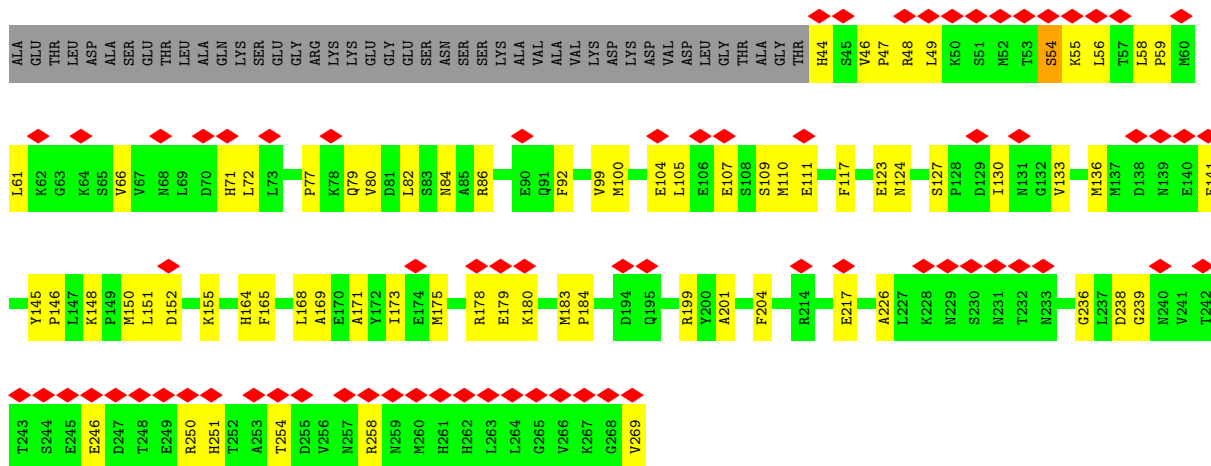 ALA GLU THR LEU ASP ALA SER GLU THR LEU ALA GLN LYS SER GLU GLY ARG LYS LYS GLU GLY GLU SER ASN SER SER LYS ALA VAL ALA VAL LYS ASP LYS ASP VAL ASP LEU GLY THR ALA GLY THR H44 S45 V46 P47 R48 L49 K50 S51 M52 T53 S54 K55 L56 T57 L58 P59 M60
L61 K62 G63 K64 S65 V66 V67 N68 L69 D70 H71 L72 L73 P77 K78 Q79 V80 D81 L82 S83 N84 A85 R86 E90 Q91 F92 V99 M100 E104 L105 E106 E107 S108 S109 M110 E111 F117 E123 N124 S127 P128 D129 I130 N131 G132 V133 M136 M137 D138 N139 E140 E141
Y145 P146 L147 K148 P149 M150 L151 D152 K155 H164 F165 L168 A169 E170 A171 Y172 I173 E174 M175 R178 E179 K180 M183 P184 D194 Q195 R199 Y200 A201 F204 R214 E217 A226 L227 K228 N229 S230 N231 T232 N233 G236 L237 D238 G239 N240 V241 T242
T243 S244 E245 E246 D247 T248 E249 R250 H251 T252 A253 T254 D255 V256 N257 R258 N259 M260 H261 H262 L263 L264 G265 V266 K267 G268 V269